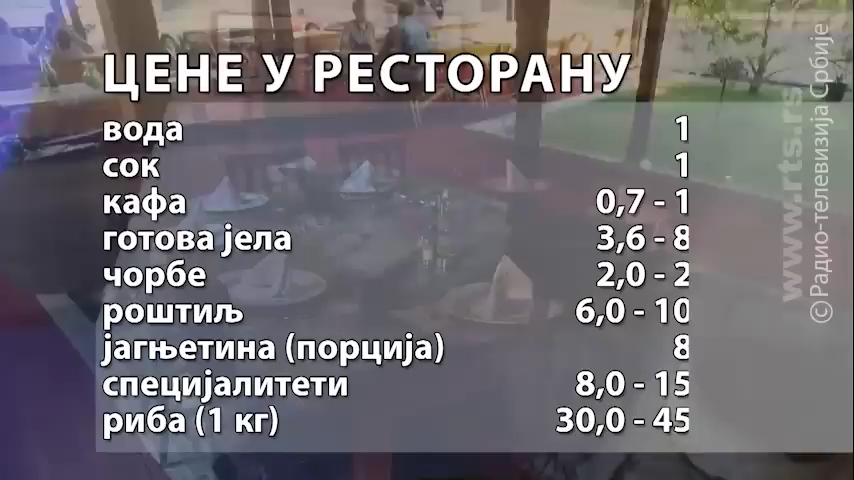 ЦЕНЕ У РЕСТОРАНУ
вода 1
сок 1
кафа 0,7 - 1
готова јела 3,6 - 8
чорбе 2,0 - 2
роштиљ 6,0 - 10
јагњетина (порција) 8
специјалитети 8,0 - 15
риба (1 кг) 30,0 - 45
www.rts.rs
©Радио-телевизија Србије